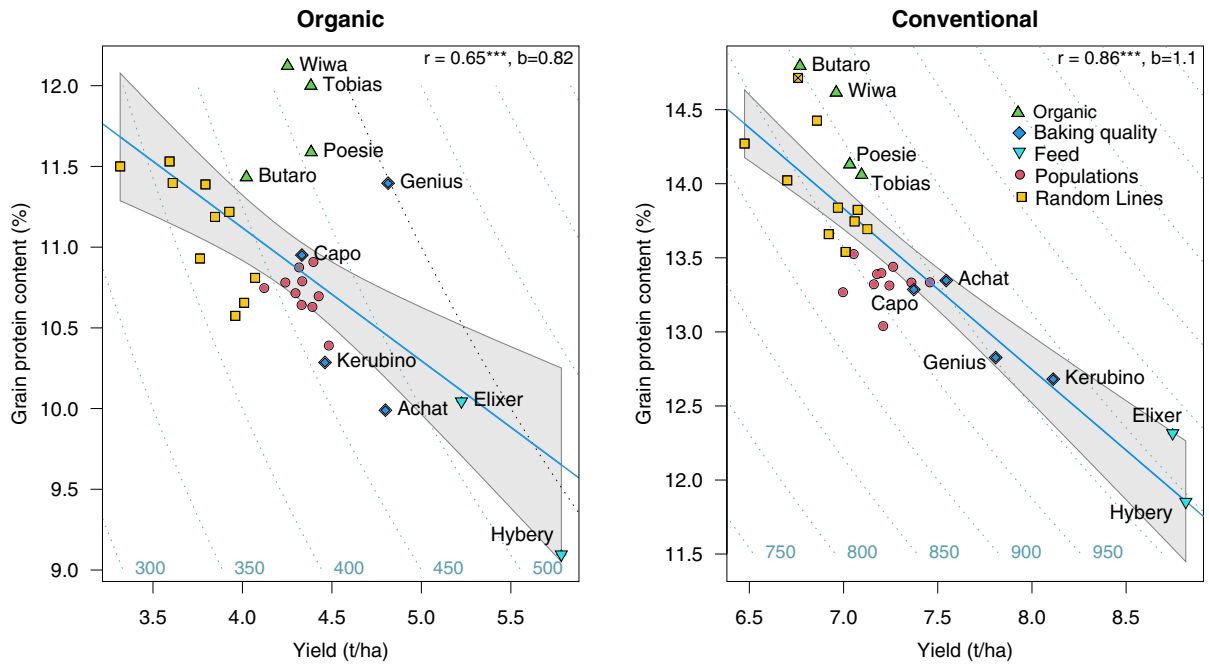 Organic
r = 0.65***, b=0.82
Grain protein content (%)
12.0
11.5
11.0
10.5
10.0
9.5
9.0
Wiwa
Tobias
Poesie
Butaro
Genius
Capo
Kerubino
Achat
Elixer
Hybery
300 350 400 450 500
3.5 4.0 4.5 5.0 5.5
Yield (t/ha)
Conventional
r = 0.86***, b=1.1
Grain protein content (%)
14.5
14.0
13.5
13.0
12.5
12.0
11.5
Butaro
Wiwa
Poesie
Tobias
Organic
Baking quality
Feed
Populations
Random Lines
Achat
Capo
Genius
Kerubino
Elixer
Hybery
750 800 850 900 950
6.5 7.0 7.5 8.0 8.5
Yield (t/ha)